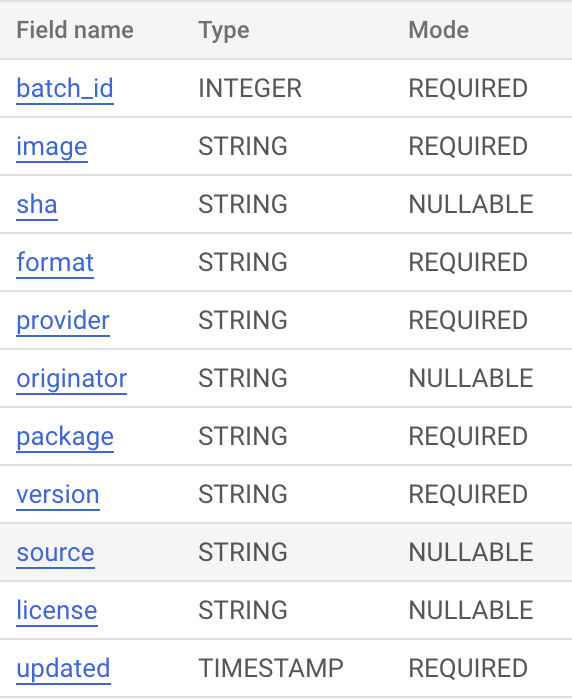 Field name Type Mode
batch_id INTEGER REQUIRED
image STRING REQUIRED
sha STRING NULLABLE
format STRING REQUIRED
provider STRING REQUIRED
originator STRING NULLABLE
package STRING REQUIRED
version STRING REQUIRED
source STRING NULLABLE
license STRING NULLABLE
updated TIMESTAMP REQUIRED